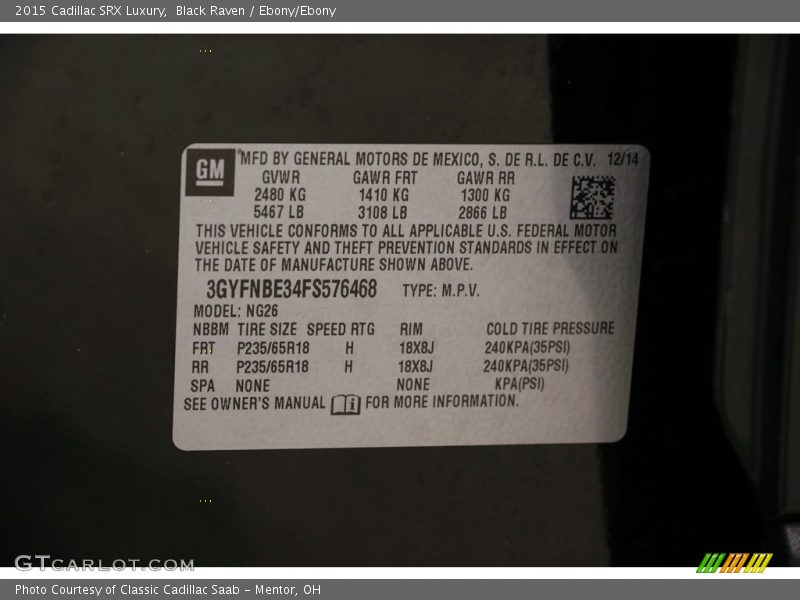 2015 Cadillac SRX Luxury, Black Raven / Ebony/Ebony
GM
MFD BY GENERAL MOTORS DE MEXICO, S. DE R.L. DE C.V. 12/14
GVWR GAWR FRT GAWR RR
2480 KG 1410 KG 1300 KG
5467 LB 3108 LB 2866 LB
THIS VEHICLE CONFORMS TO ALL APPLICABLE U.S. FEDERAL MOTOR
VEHICLE SAFETY AND THEFT PREVENTION STANDARDS IN EFFECT ON
THE DATE OF MANUFACTURE SHOWN ABOVE.
3GYFNBE34FS576468 TYPE: M.P.V.
MODEL: NG26
NBBM TIRE SIZE SPEED RTG RIM COLD TIRE PRESSURE
FRT P235/65R18 H 18X8J 240KPA(35PSI)
RR P235/65R18 H 18X8J 240KPA(35PSI)
SPA NONE NONE KPA(PSI)
SEE OWNER'S MANUAL FOR MORE INFORMATION.
GTCARLOT.COM
Photo Courtesy of Classic Cadillac Saab - Mentor, OH